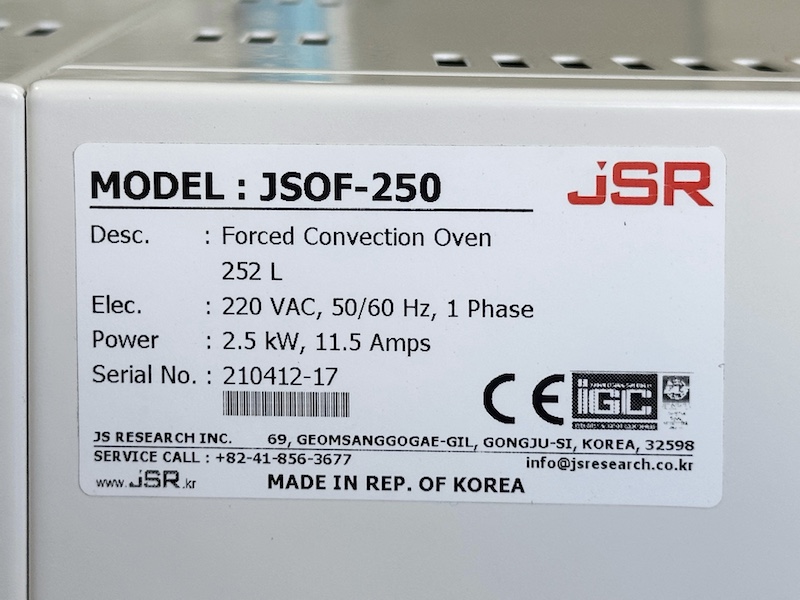 MODEL : JSOF-250
JSR
Desc. : Forced Convection Oven
252 L
Elec. : 220 VAC, 50/60 Hz, 1 Phase
Power : 2.5 kW, 11.5 Amps
Serial No. : 210412-17
CE
IGC
JS RESEARCH INC. 69, GEOMSANGGOGAE-GIL, GONGJU-SI, KOREA, 32598
SERVICE CALL : +82-41-856-3677 info@jsresearch.co.kr
www.JSR.kr MADE IN REP. OF KOREA